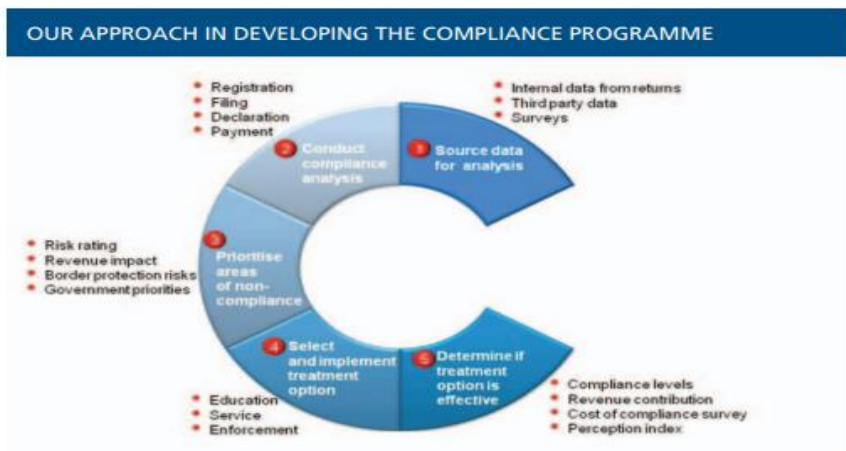 OUR APPROACH IN DEVELOPING THE COMPLIANCE PROGRAMME
Internal data from returns
Third party data
Surveys
1 Source data
for analysis
Registration
Filing
Declaration
Payment
2 Conduct
compliance
analysis
Risk rating
Revenue impact
Border protection risks
Government priorities
3
Prioritise
areas
of non-
compliance
4 Select
and implement
treatment
option
Education
Service
Enforcement
5 Determine if
treatment
option is
effective
Compliance levels
Revenue contribution
Cost of compliance survey
Perception index